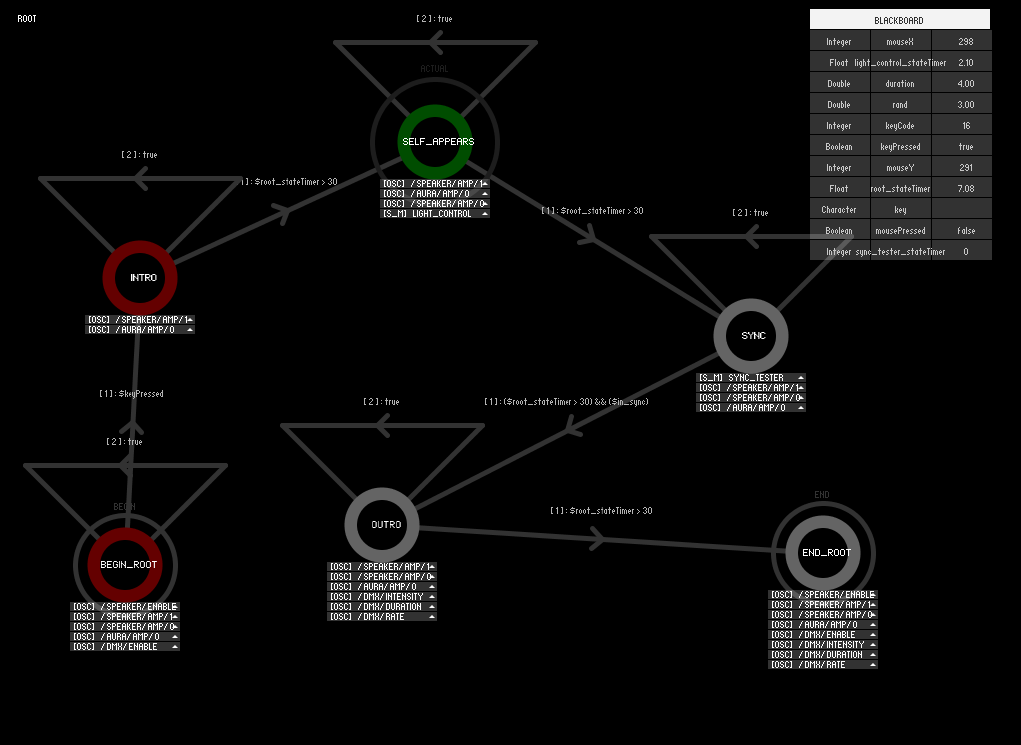 ROOT
[2]: true
ACTUAL
SELF_APPEARS
[OSC] /SPEAKER/AMP/1
[OSC] /AURA/AMP/0
[OSC] /SPEAKER/AMP/0
[S_M] LIGHT_CONTROL
[2]: true
]: $root_stateTimer > 30
INTRO
[OSC] /SPEAKER/AMP/1
[OSC] /AURA/AMP/0
[1]: $root_stateTimer > 30
[2]: true
SYNC
[S_M] SYNC_TESTER
[OSC] /SPEAKER/AMP/1
[OSC] /SPEAKER/AMP/0
[OSC] /AURA/AMP/0
[1]: $keyPressed
[2]: true
BEGIN
BEGIN_ROOT
[OSC] /SPEAKER/ENABLE
[OSC] /SPEAKER/AMP/1
[OSC] /SPEAKER/AMP/0
[OSC] /AURA/AMP/0
[OSC] /DMX/ENABLE
[2]: true
[1]: ($root_stateTimer > 30) && ($in_sync)
OUTRO
[OSC] /SPEAKER/AMP/1
[OSC] /SPEAKER/AMP/0
[OSC] /AURA/AMP/0
[OSC] /DMX/INTENSITY
[OSC] /DMX/DURATION
[OSC] /DMX/RATE
[1]: $root_stateTimer > 30
END
END_ROOT
[OSC] /SPEAKER/ENABLE
[OSC] /SPEAKER/AMP/1
[OSC] /SPEAKER/AMP/0
[OSC] /AURA/AMP/0
[OSC] /DMX/ENABLE
[OSC] /DMX/INTENSITY
[OSC] /DMX/DURATION
[OSC] /DMX/RATE
BLACKBOARD
Integer mouseX 298
Float light_control_stateTimer 2.10
Double duration 4.00
Double rand 3.00
Integer keyCode 16
Boolean keyPressed true
Integer mouseY 291
Float root_stateTimer 7.08
Character key
Boolean mousePressed false
Integer sync_tester_stateTimer 0